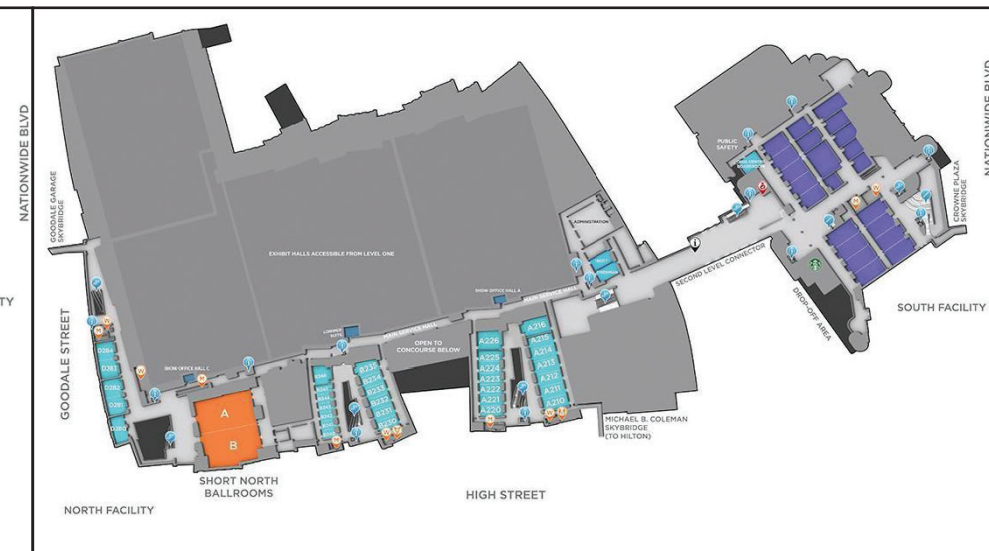 NATIONWIDE BLVD
TY
GOODALE GARAGE
SKYBRIDGE
GOODALE STREET
EXHIBIT HALLS ACCESSIBLE FROM LEVEL ONE
ADMINISTRATION
PUBLIC
SAFETY
MAIN SERVICE HALL
SHOW OFFICE HALL A
MAIN SERVICE HALL
SHOW OFFICE HALL C
OPEN TO
CONCOURSE BELOW
SECOND LEVEL CONNECTOR
DROP-OFF AREA
CROWNE PLAZA
SKYBRIDGE
NATIONWIDE BLVD
SOUTH FACILITY
D284
D283
D282
D281
D280
A
B
B235
B234
B233
B232
B231
B230
A226
A225
A224
A223
A222
A221
A220
A216
A215
A214
A213
A212
A211
A210
M
W
MICHAEL B. COLEMAN
SKYBRIDGE
(TO HILTON)
SHORT NORTH
BALLROOMS
HIGH STREET
NORTH FACILITY